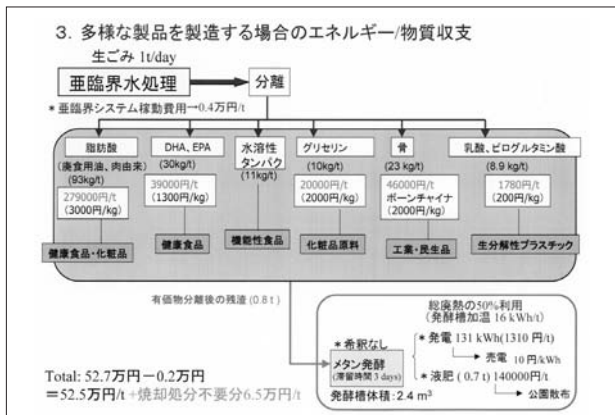 3. 多様な製品を製造する場合のエネルギー/物質収支
生ごみ 1t/day
亜臨界水処理
分離
* 亜臨界システム稼動費用→0.4万円/t
脂肪酸
(廃食用油、肉由来)
(93kg/t)
279000円/t
(3000円/kg)
健康食品・化粧品
DHA、EPA
(30kg/t)
39000円/t
(1300円/kg)
健康食品
水溶性
タンパク
(11kg/t)
機能性食品
グリセリン
(10kg/t)
20000円/t
(2000円/kg)
化粧品原料
骨
(23 kg/t)
46000円/t
ボーンチャイナ
(2000円/kg)
工業・民生品
乳酸、ピログルタミン酸
(8.9 kg/t)
1780円/t
(200円/kg)
生分解性プラスチック
有価物分離後の残渣 (0.8 t )
総廃熱の50%利用
(発酵槽加温 16 kWh/t)
*希釈なし
メタン発酵
(滞留時間 3 days)
発酵槽体積:2.4 m³
* 発電 131 kWh(1310 円/t)
売電 10 円/kWh
* 液肥 ( 0.7 t ) 140000円/t
公園散布
Total: 52.7万円-0.2万円
=52.5万円/t +焼却処分不要分6.5万円/t